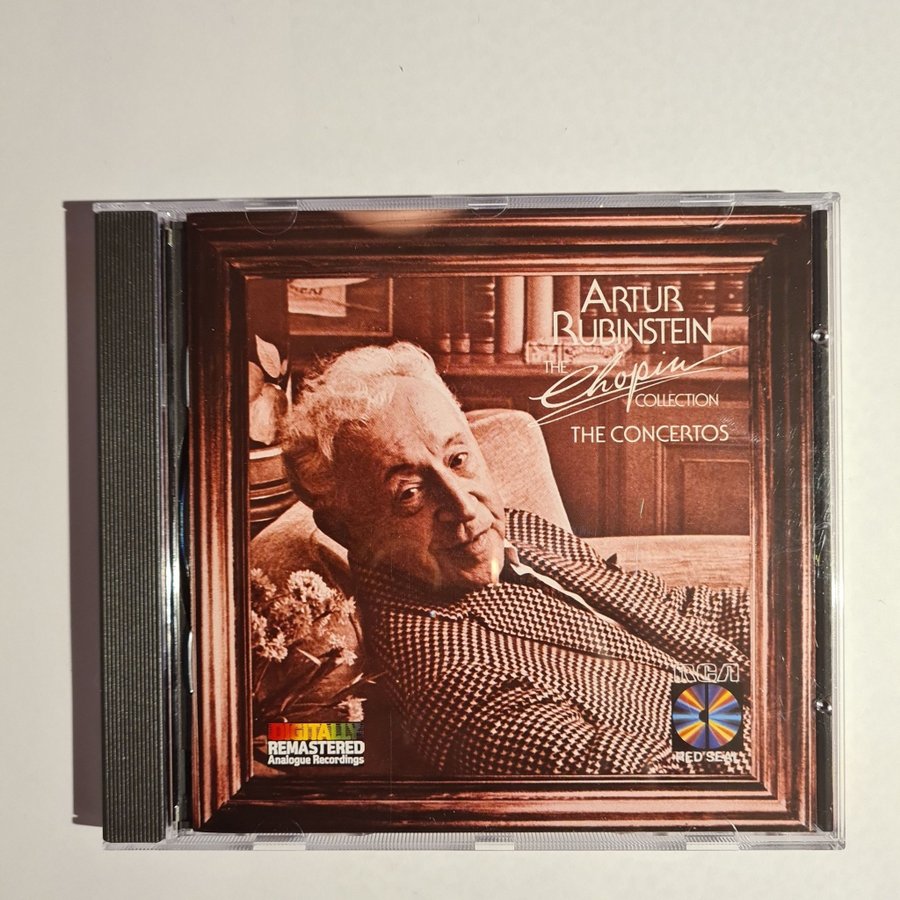 ARTUR
RUBINSTEIN
THE Chopin
COLLECTION
THE CONCERTOS
RCA
DIGITALLY
REMASTERED
Analogue Recordings
RED SEAL